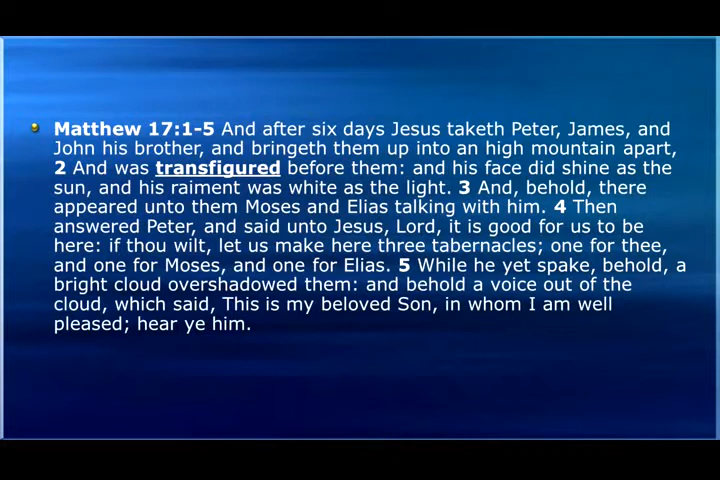 Matthew 17:1-5 And after six days Jesus taketh Peter, James, and
John his brother, and bringeth them up into an high mountain apart,
2 And was transfigured before them: and his face did shine as the
sun, and his raiment was white as the light. 3 And, behold, there
appeared unto them Moses and Elias talking with him. 4 Then
answered Peter, and said unto Jesus, Lord, it is good for us to be
here: if thou wilt, let us make here three tabernacles; one for thee,
and one for Moses, and one for Elias. 5 While he yet spake, behold, a
bright cloud overshadowed them: and behold a voice out of the
cloud, which said, This is my beloved Son, in whom I am well
pleased; hear ye him.